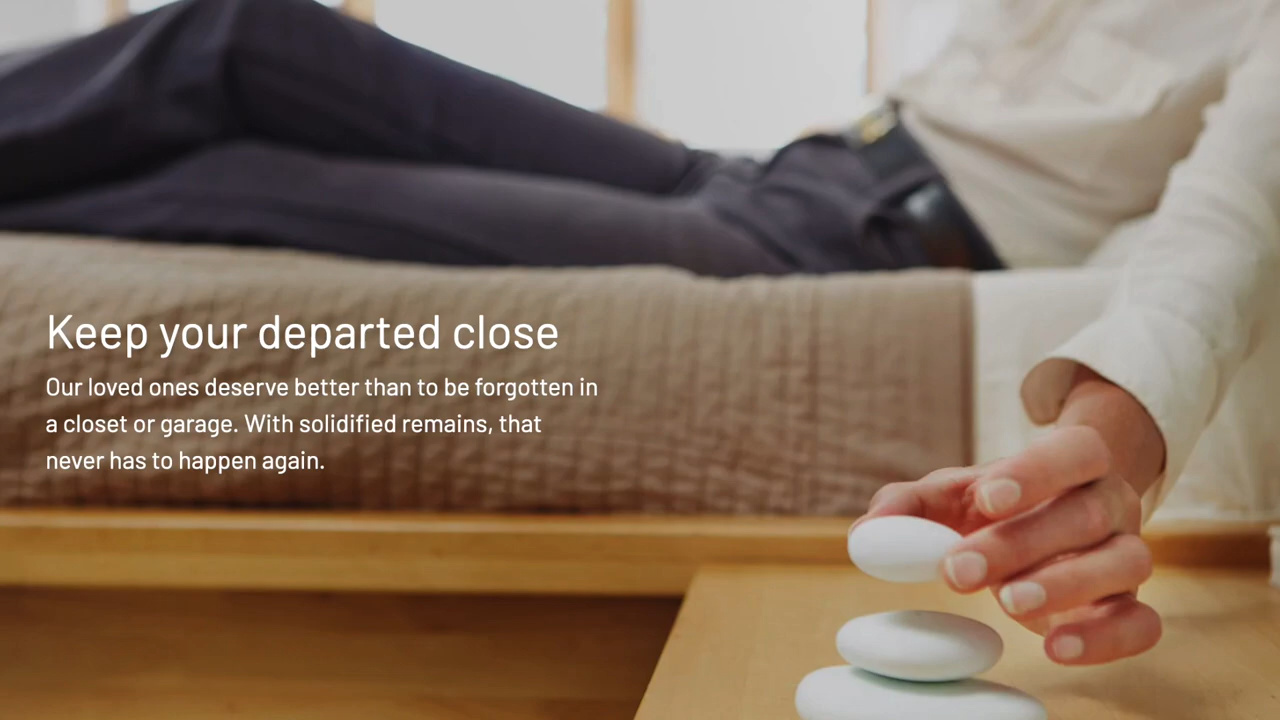 Keep your departed close
Our loved ones deserve better than to be forgotten in
a closet or garage. With solidified remains, that
never has to happen again.